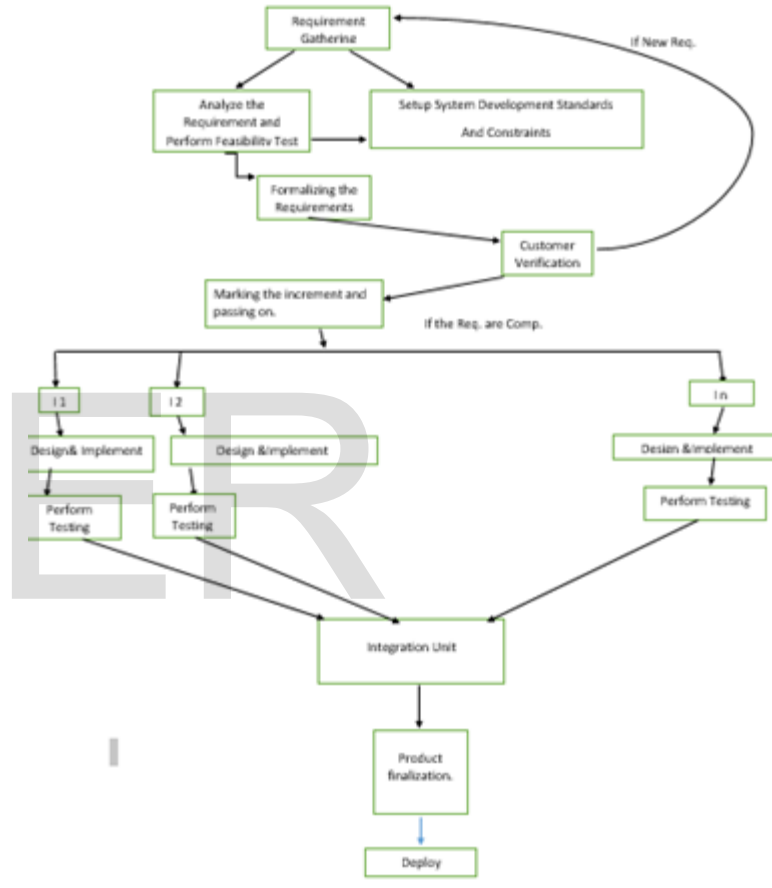 Requirement
Gathering
If New Req.
Analyze the
Requirement and
Perform Feasibility Test
Setup System Development Standards
And Constraints
Formalizing the
Requirements
Customer
Verification
Marking the increment and
passing on.
If the Req. are Comp.
I 1
I 2
I n
Design& Implement
Design &Implement
Design &Implement
Perform
Testing
Perform
Testing
Perform Testing
ER
Integration Unit
Product
finalization.
Deploy